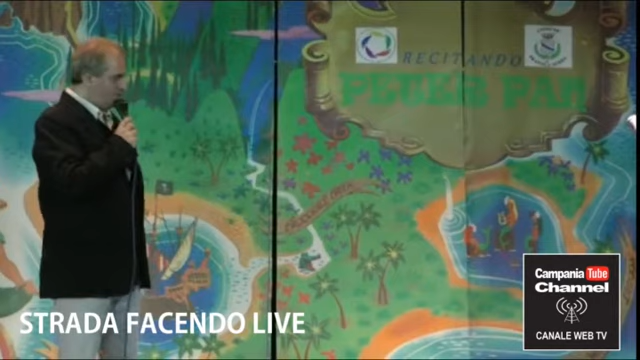 RECITANDO
PETER PAN
Campania Tube
Channel
CANALE WEB TV
STRADA FACENDO LIVE